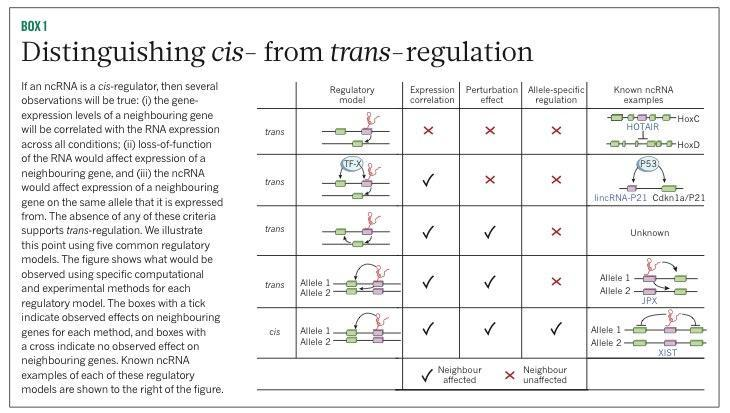 BOX 1
Distinguishing cis- from trans-regulation
If an ncRNA is a cis-regulator, then several
observations will be true: (i) the gene-
expression levels of a neighbouring gene
will be correlated with the RNA expression
across all conditions; (ii) loss-of-function
of the RNA would affect expression of a
neighbouring gene, and (iii) the ncRNA
would affect expression of a neighbouring
gene on the same allele that it is expressed
from. The absence of any of these criteria
supports trans-regulation. We illustrate
this point using five common regulatory
models. The figure shows what would be
observed using specific computational
and experimental methods for each
regulatory model. The boxes with a tick
indicate observed effects on neighbouring
genes for each method, and boxes with
a cross indicate no observed effect on
neighbouring genes. Known ncRNA
examples of each of these regulatory
models are shown to the right of the figure.
Regulatory model
Expression correlation
Perturbation effect
Allele-specific regulation
Known ncRNA examples
trans
HoxC
HOTAIR
HoxD
trans
TF-X
P53
lincRNA-P21 Cdkn1a/P21
trans
Unknown
trans
Allele 1
Allele 2
Allele 1
Allele 2
JPX
cis
Allele 1
Allele 2
Allele 1
Allele 2
XIST
Neighbour affected
Neighbour unaffected